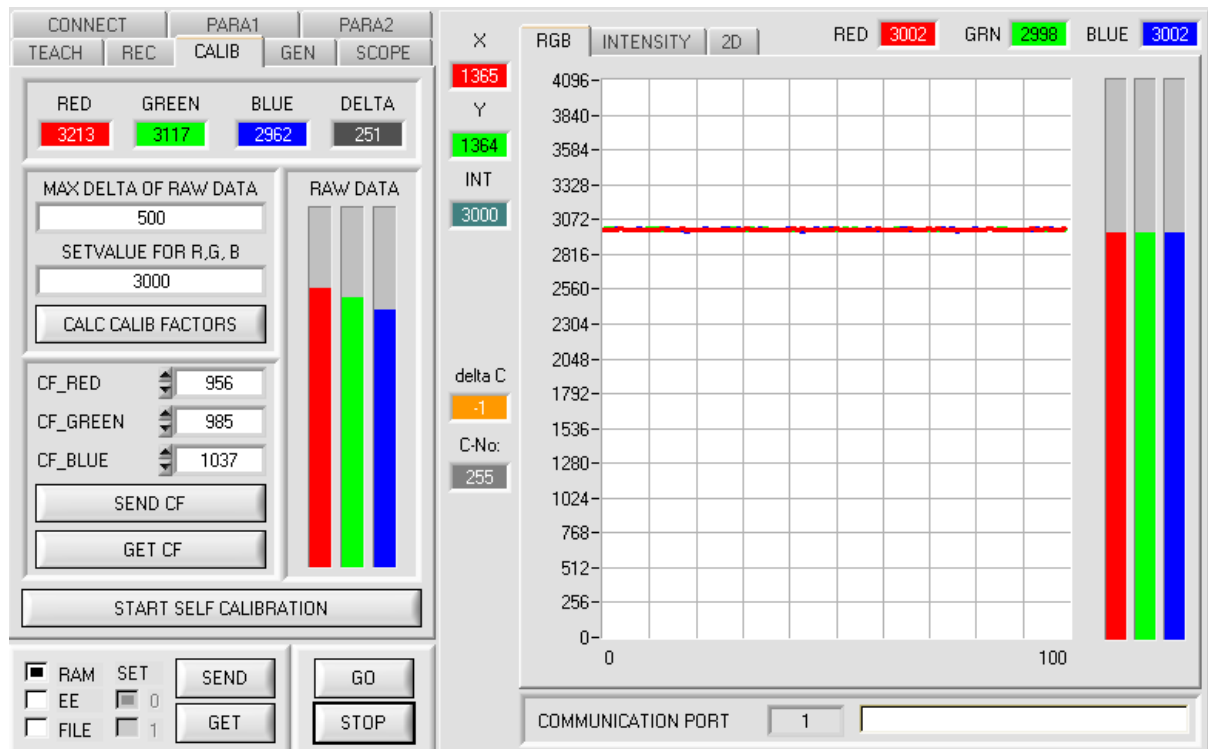 CONNECT PARA1 PARA2
TEACH REC CALIB GEN SCOPE
RED GREEN BLUE DELTA
3213 3117 2962 251
MAX DELTA OF RAW DATA
500
SETVALUE FOR R,G, B
3000
CALC CALIB FACTORS
RAW DATA
CF_RED 956
CF_GREEN 985
CF_BLUE 1037
SEND CF
GET CF
START SELF CALIBRATION
RAM SET
EE 0
FILE 1
SEND
GET
GO
STOP
X
1365
Y
1364
INT
3000
delta C
-1
C-No:
255
RGB INTENSITY 2D
RED 3002 GRN 2998 BLUE 3002
4096
3840
3584
3328
3072
2816
2560
2304
2048
1792
1536
1280
1024
768
512
256
0
0 100
COMMUNICATION PORT 1